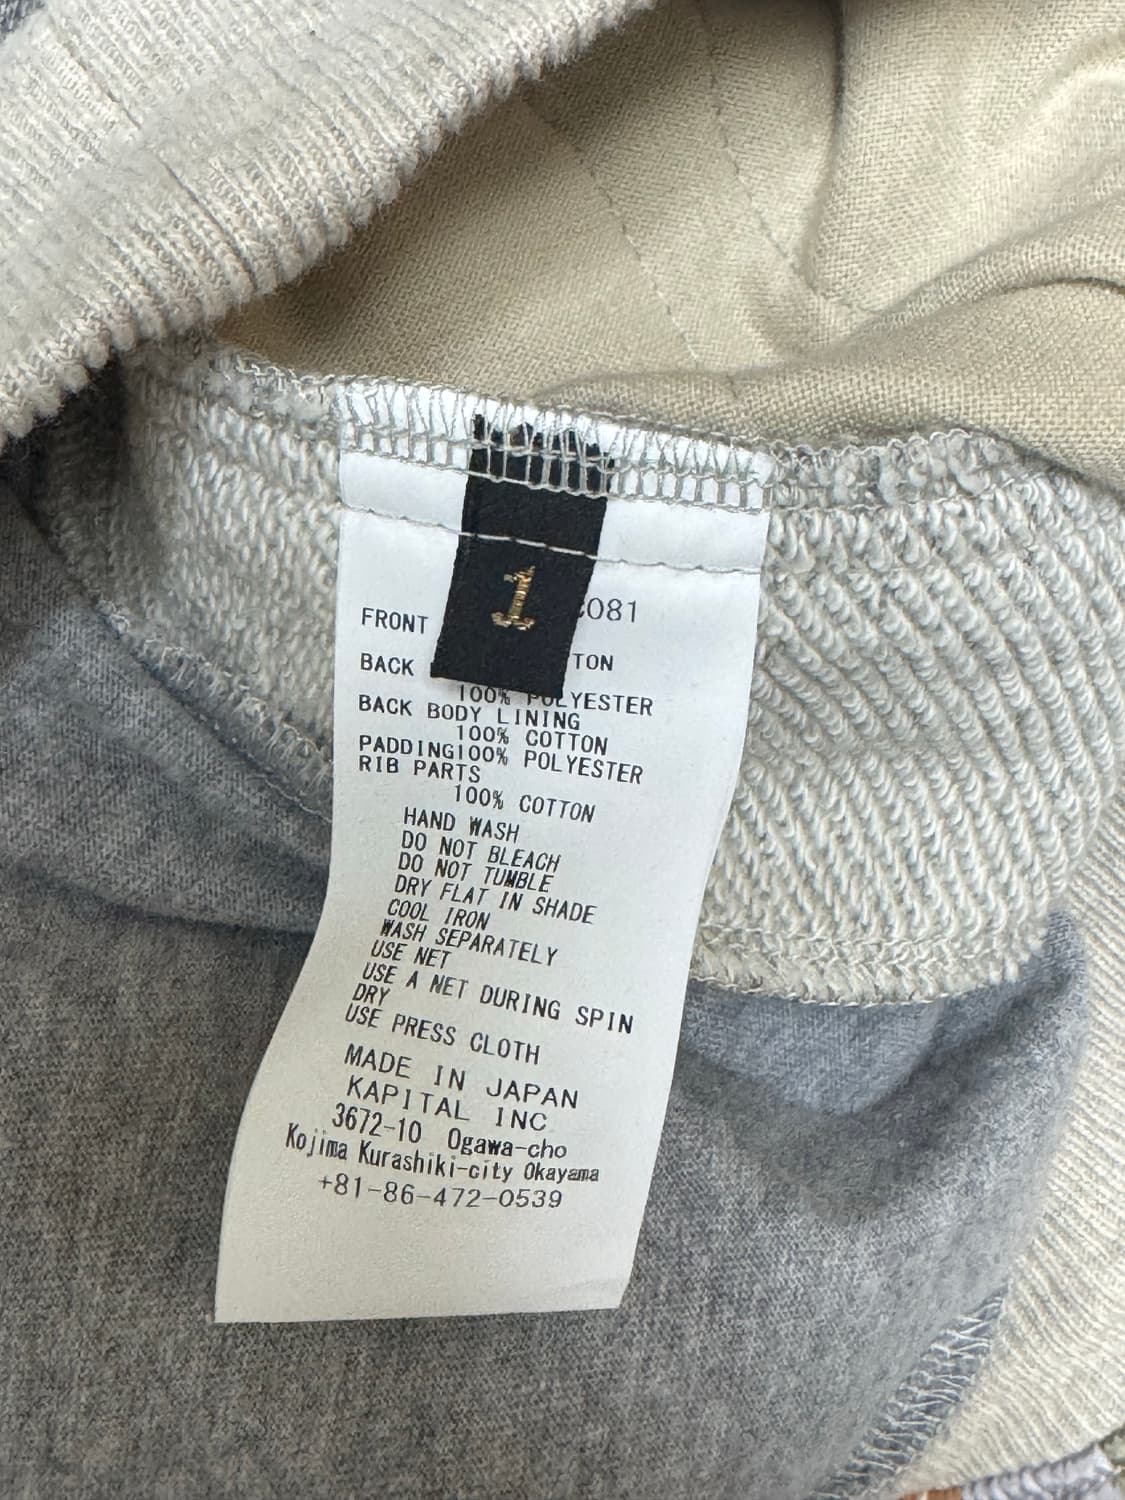 1
081
FRONT
BACK TON
100% POLYESTER
BACK BODY LINING
100% COTTON
PADDING100% POLYESTER
RIB PARTS
100% COTTON
HAND WASH
DO NOT BLEACH
DO NOT TUMBLE
DRY FLAT IN SHADE
COOL IRON
WASH SEPARATELY
USE NET
USE A NET DURING SPIN
DRY
USE PRESS CLOTH
MADE IN JAPAN
KAPITAL INC
3672-10 Ogawa-cho
Kojima Kurashiki-city Okayama
+81-86-472-0539